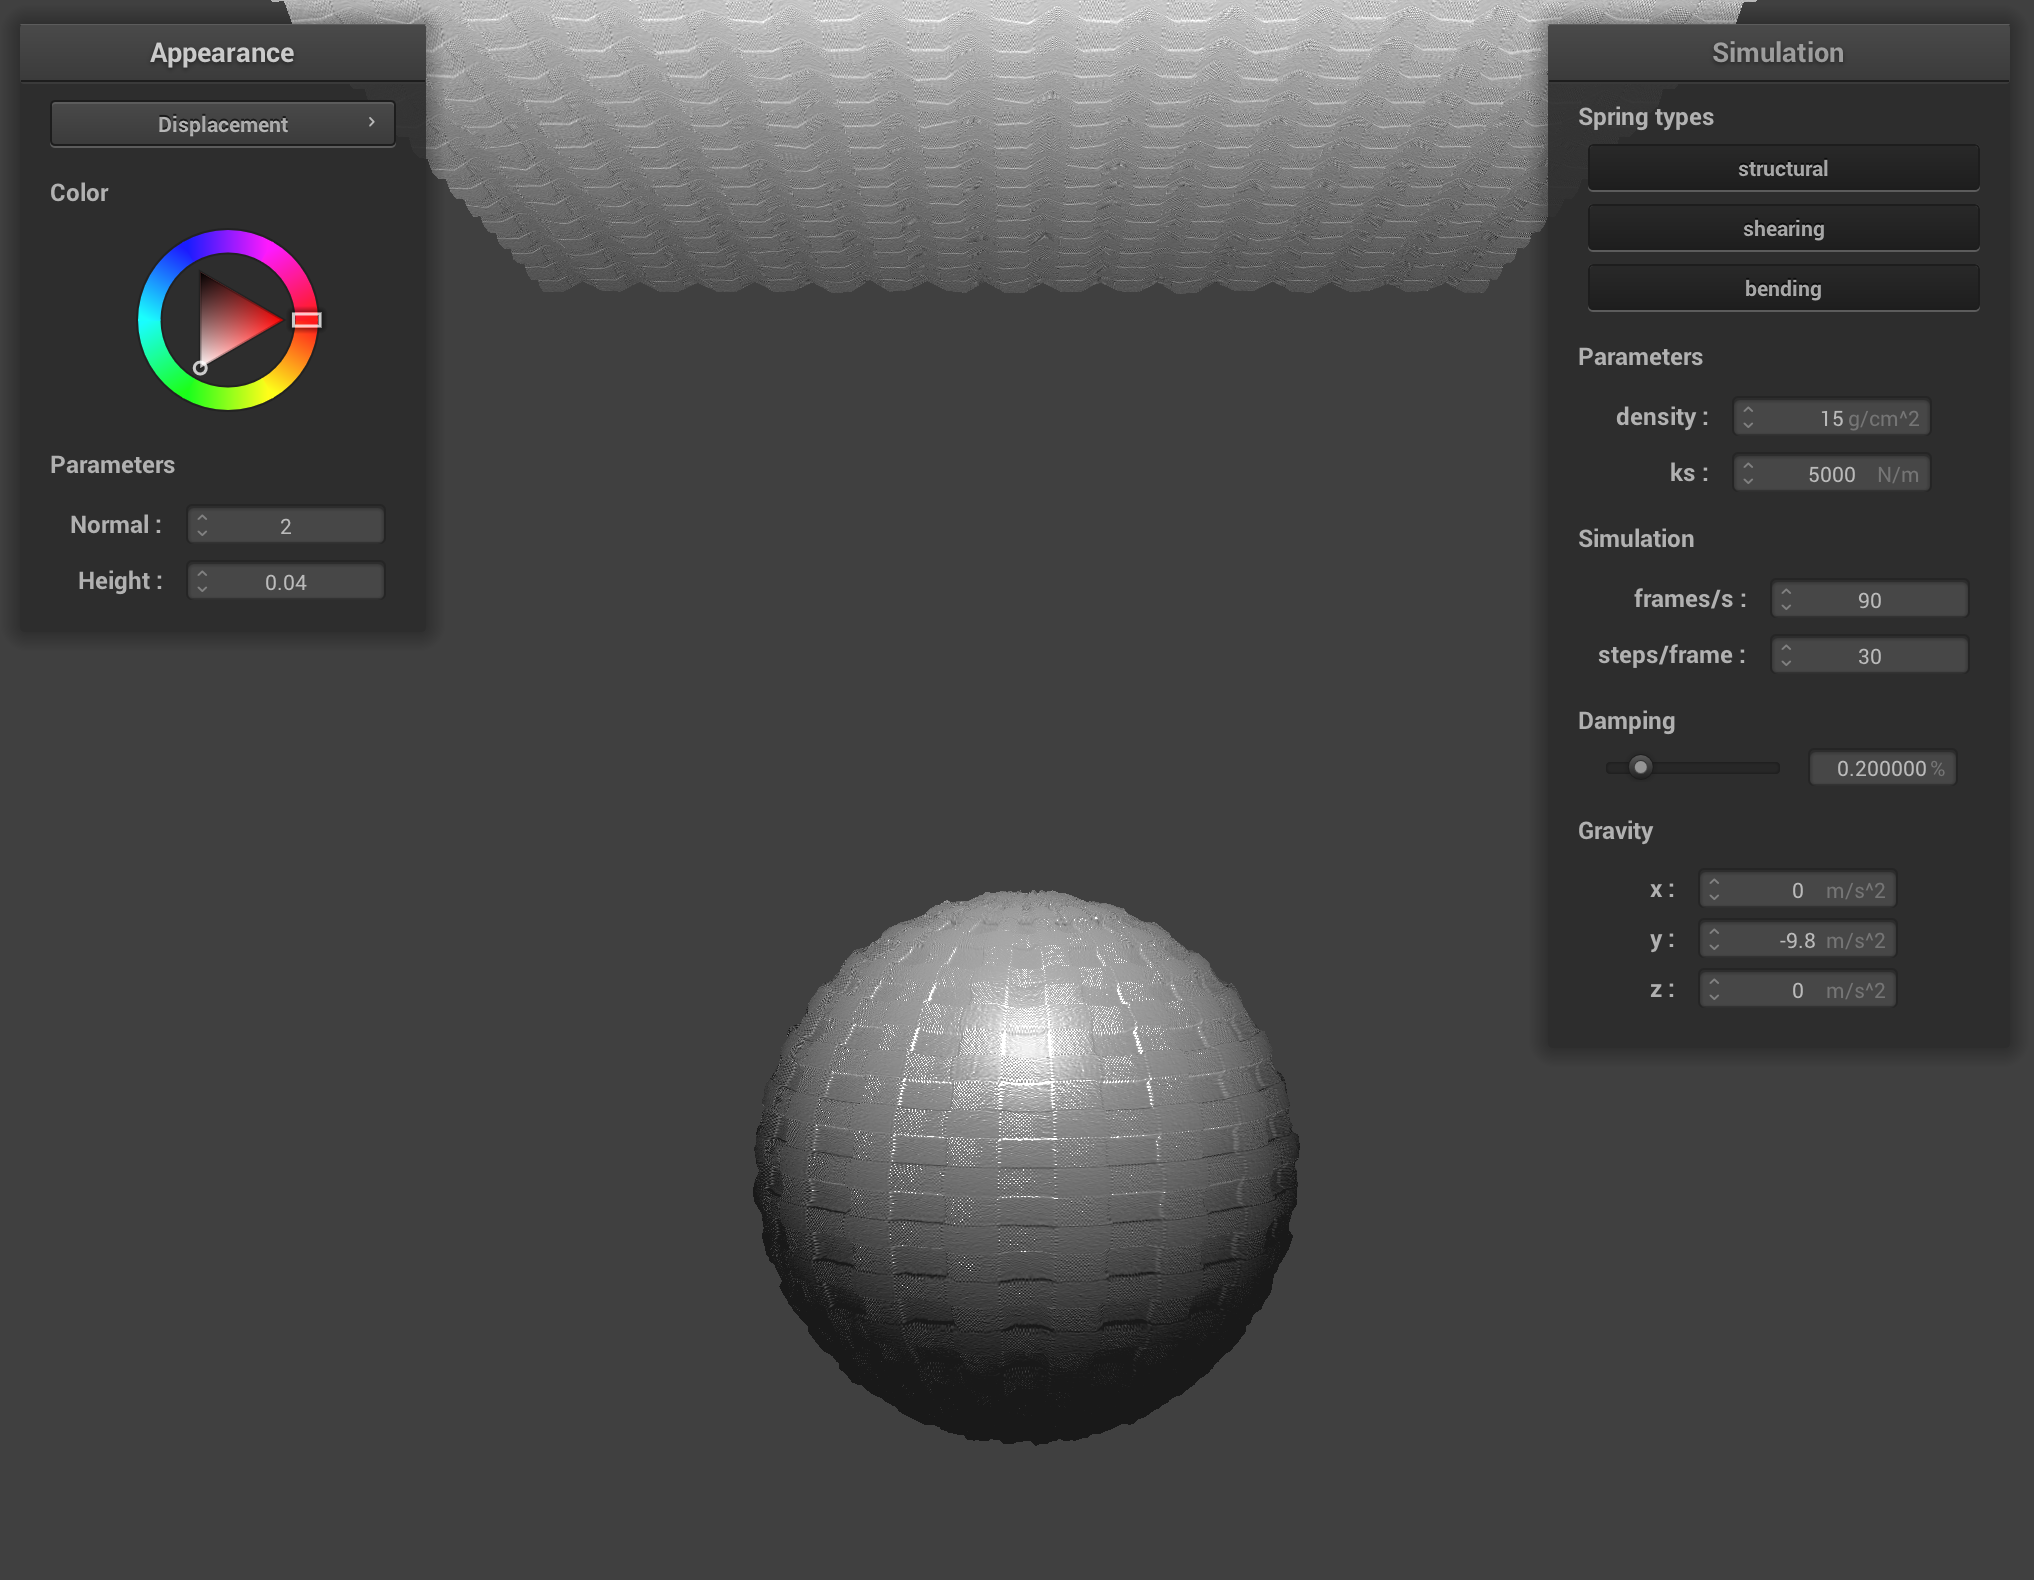 Appearance
Displacement
Color
Parameters
Normal : 2
Height : 0.04
Simulation
Spring types
structural
shearing
bending
Parameters
density : 15 g/cm^2
ks : 5000 N/m
Simulation
frames/s : 90
steps/frame : 30
Damping
0.200000 %
Gravity
x : 0 m/s^2
y : -9.8 m/s^2
z : 0 m/s^2